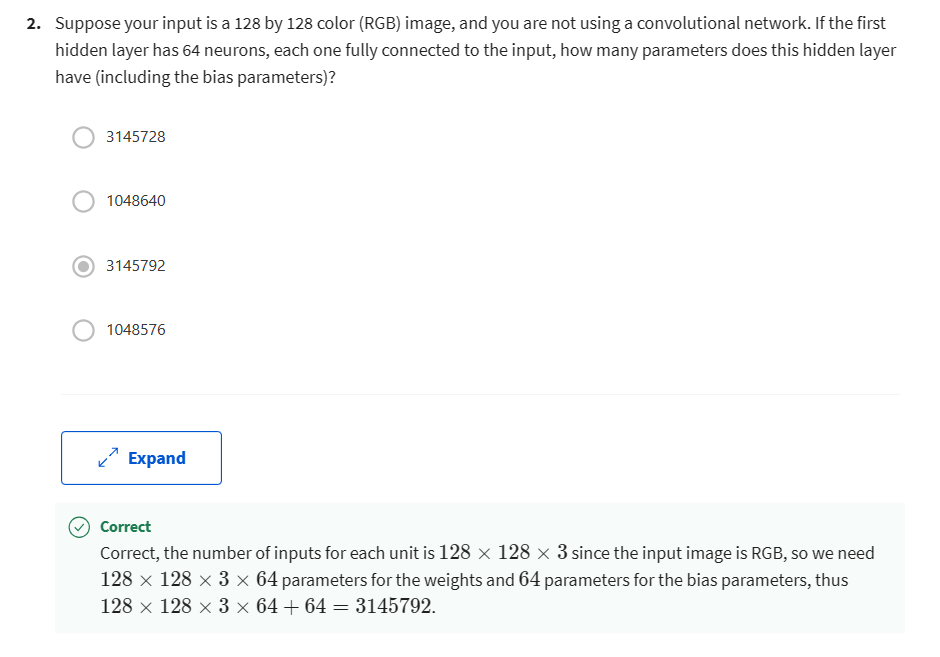 2. Suppose your input is a 128 by 128 color (RGB) image, and you are not using a convolutional network. If the first
hidden layer has 64 neurons, each one fully connected to the input, how many parameters does this hidden layer
have (including the bias parameters)?
3145728
1048640
3145792
1048576
Expand
Correct
Correct, the number of inputs for each unit is 128 × 128 × 3 since the input image is RGB, so we need
128 × 128 × 3 × 64 parameters for the weights and 64 parameters for the bias parameters, thus
128 × 128 × 3 × 64 + 64 = 3145792.